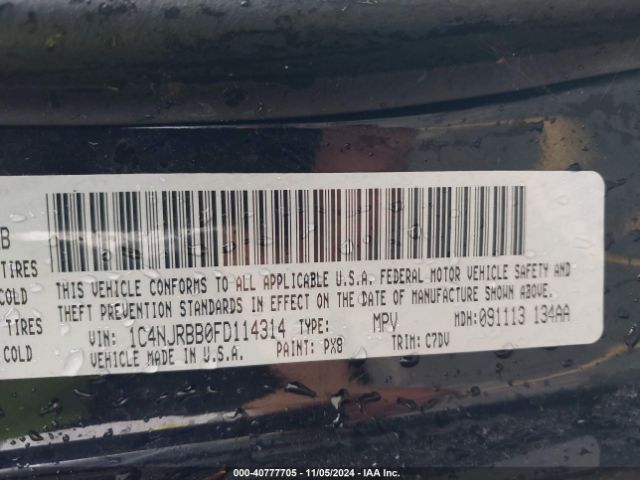 B
TIRES
COLD
TIRES
COLD
THIS VEHICLE CONFORMS TO ALL APPLICABLE U.S.A. FEDERAL MOTOR VEHICLE SAFETY AND
THEFT PREVENTION STANDARDS IN EFFECT ON THE DATE OF MANUFACTURE SHOWN ABOVE.
VIN: 1C4NJRBB0FD114314 TYPE: MPV MDH:091113 134AA
VEHICLE MADE IN U.S.A. PAINT: PX8 TRIM: C7DV
000-40777705 - 11/05/2024 - IAA Inc.